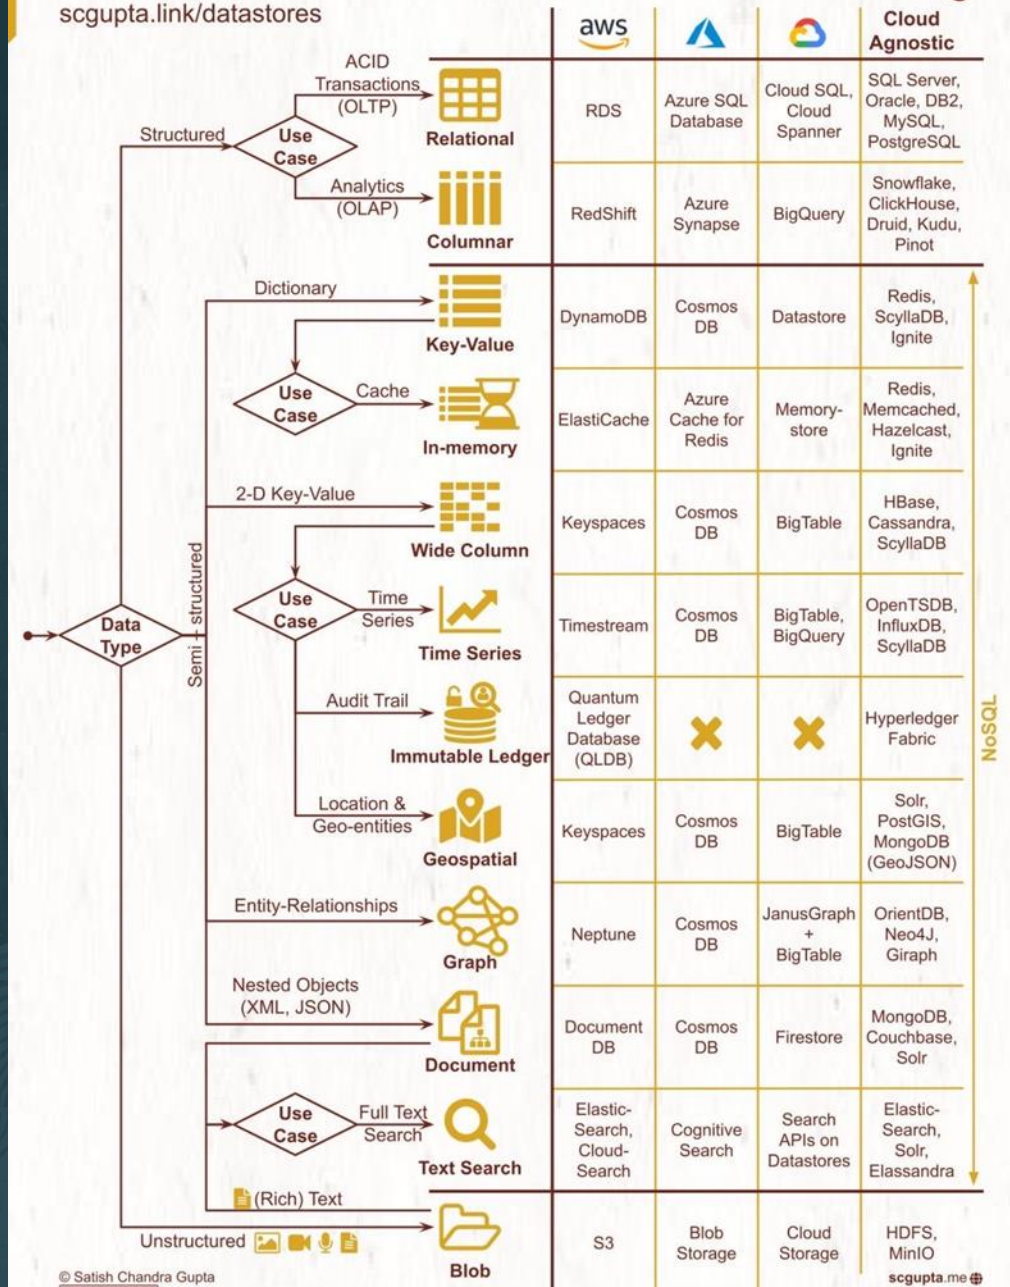 scgupta.link/datastores
aws
Cloud
Agnostic
Data
Type
Structured
Use
Case
ACID
Transactions
(OLTP)
Relational
RDS
Azure SQL
Database
Cloud SQL,
Cloud
Spanner
SQL Server,
Oracle, DB2,
MySQL,
PostgreSQL
Analytics
(OLAP)
Columnar
RedShift
Azure
Synapse
BigQuery
Snowflake,
ClickHouse,
Druid, Kudu,
Pinot
Semi - structured
NoSQL
Dictionary
Key-Value
DynamoDB
Cosmos
DB
Datastore
Redis,
ScyllaDB,
Ignite
Use
Case
Cache
In-memory
ElastiCache
Azure
Cache for
Redis
Memory-
store
Redis,
Memcached,
Hazelcast,
Ignite
2-D Key-Value
Wide Column
Keyspaces
Cosmos
DB
BigTable
HBase,
Cassandra,
ScyllaDB
Use
Case
Time
Series
Time Series
Timestream
Cosmos
DB
BigTable,
BigQuery
OpenTSDB,
InfluxDB,
ScyllaDB
Audit Trail
Immutable Ledger
Quantum
Ledger
Database
(QLDB)
Hyperledger
Fabric
Location &
Geo-entities
Geospatial
Keyspaces
Cosmos
DB
BigTable
Solr,
PostGIS,
MongoDB
(GeoJSON)
Entity-Relationships
Graph
Neptune
Cosmos
DB
JanusGraph
+
BigTable
OrientDB,
Neo4J,
Giraph
Nested Objects
(XML, JSON)
Document
Document
DB
Cosmos
DB
Firestore
MongoDB,
Couchbase,
Solr
Use
Case
Full Text
Search
Text Search
Elastic-
Search,
Cloud-
Search
Cognitive
Search
Search
APIs on
Datastores
Elastic-
Search,
Solr,
Elassandra
(Rich) Text
Unstructured
Blob
S3
Blob
Storage
Cloud
Storage
HDFS,
MinIO
© Satish Chandra Gupta
scgupta.me